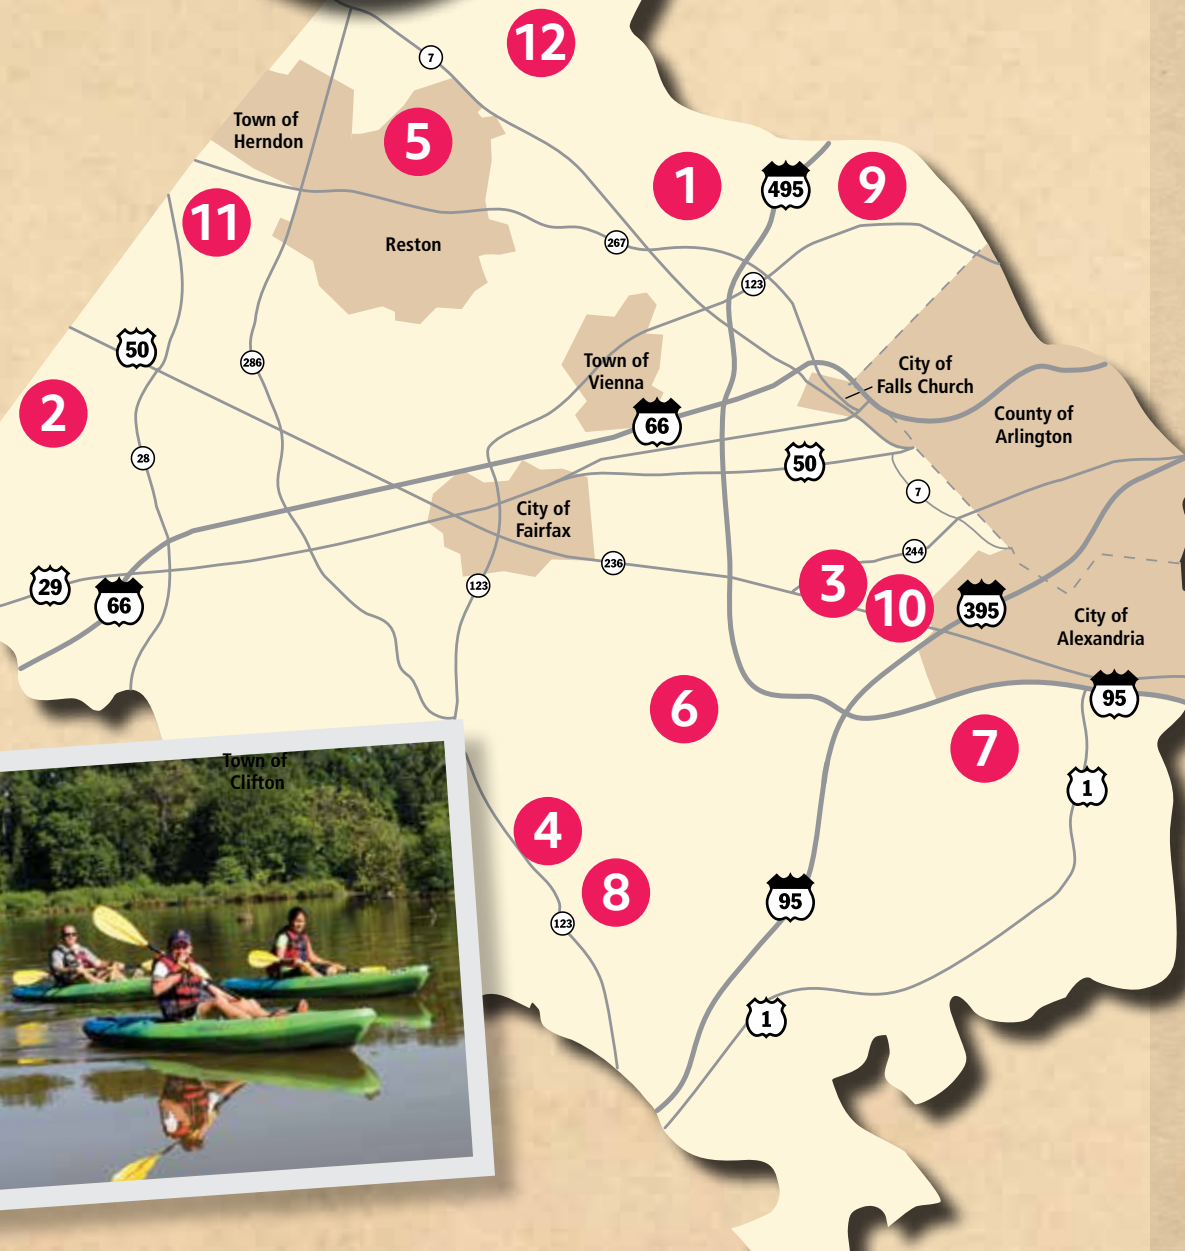 12
7
Town of
Herndon
5
1
495
9
11
Reston
267
123
50
286
Town of
Vienna
City of
Falls Church
2
66
County of
Arlington
28
50
7
City of
Fairfax
244
236
29
66
123
3
10
395
City of
Alexandria
95
6
7
Town of
Clifton
1
4
8
95
123
1